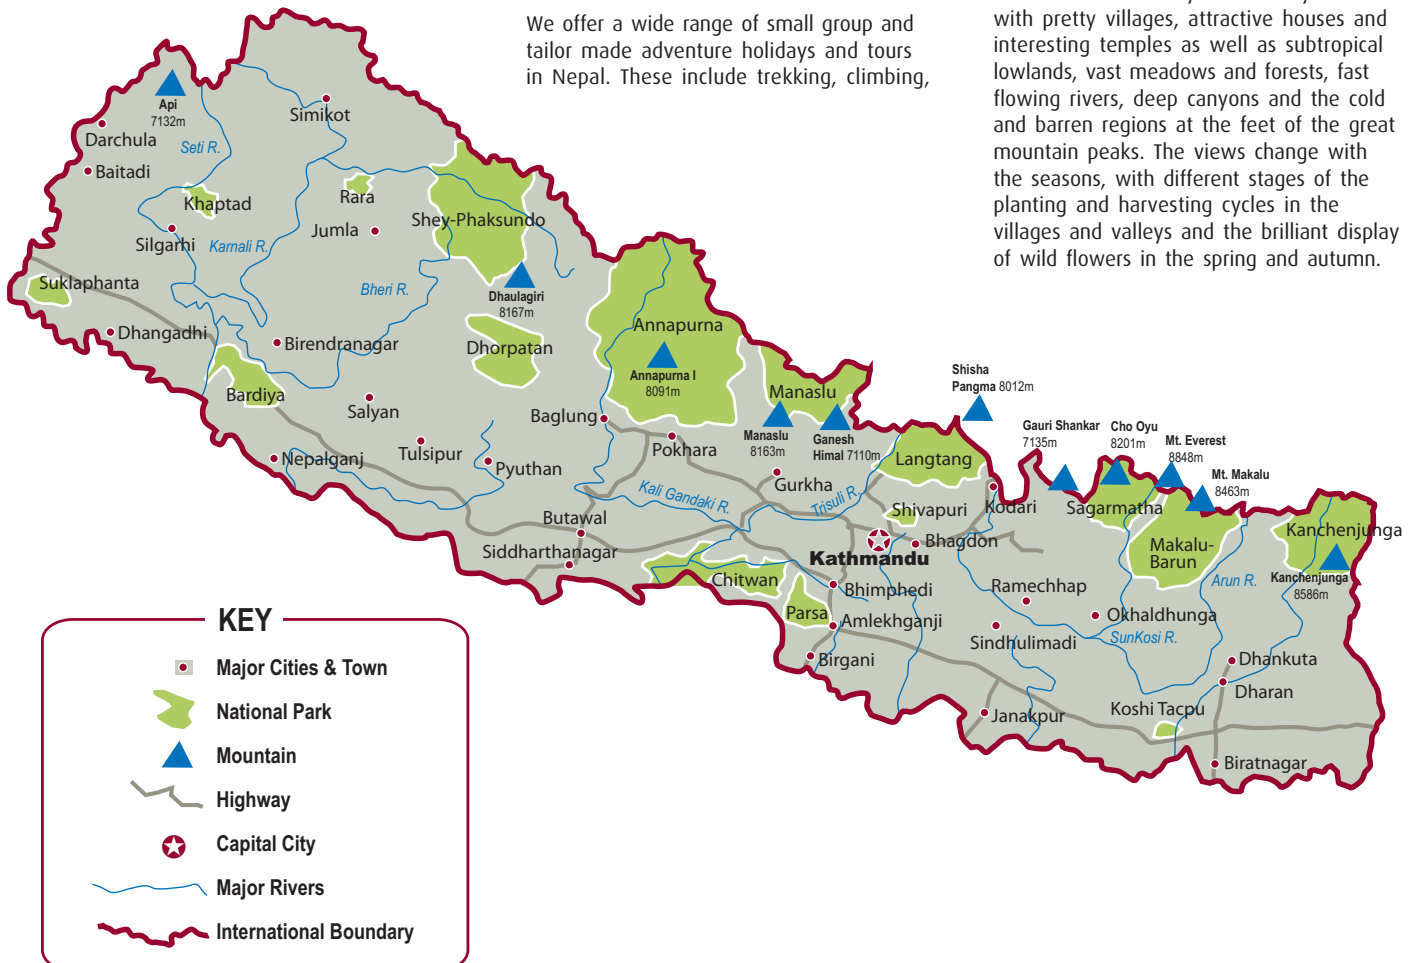 We offer a wide range of small group and
tailor made adventure holidays and tours
in Nepal. These include trekking, climbing,
with pretty villages, attractive houses and
interesting temples as well as subtropical
lowlands, vast meadows and forests, fast
flowing rivers, deep canyons and the cold
and barren regions at the feet of the great
mountain peaks. The views change with
the seasons, with different stages of the
planting and harvesting cycles in the
villages and valleys and the brilliant display
of wild flowers in the spring and autumn.
Api
7132m
Simikot
Darchula
Seti R.
Baitadi
Khaptad
Rara
Shey-Phaksundo
Silgarhi
Karnali R.
Jumla
Suklaphanta
Bheri R.
Dhaulagiri
8167m
Dhangadhi
Birendranagar
Dhorpatan
Annapurna
Annapurna I
8091m
Bardiya
Salyan
Baglung
Manaslu
Manaslu
8163m
Ganesh
Himal 7110m
Shisha
Pangma 8012m
Gauri Shankar
7135m
Cho Oyu
8201m
Mt. Everest
8848m
Mt. Makalu
8463m
Nepalganj
Tulsipur
Pyuthan
Pokhara
Gurkha
Langtang
Kali Gandaki R.
Trisuli R.
Shivapuri
Kodari
Sagarmatha
Kanchenjunga
Butawal
Siddharthanagar
Kathmandu
Bhagdon
Makalu-
Barun
Arun R.
Kanchenjunga
8586m
Chitwan
Bhimphedi
Ramechhap
Parsa
Amlekhganji
Okhaldhunga
Sindhulimadi
SunKosi R.
Birgani
Dhankuta
Dharan
Janakpur
Koshi Tacpu
Biratnagar
KEY
Major Cities & Town
National Park
Mountain
Highway
Capital City
Major Rivers
International Boundary